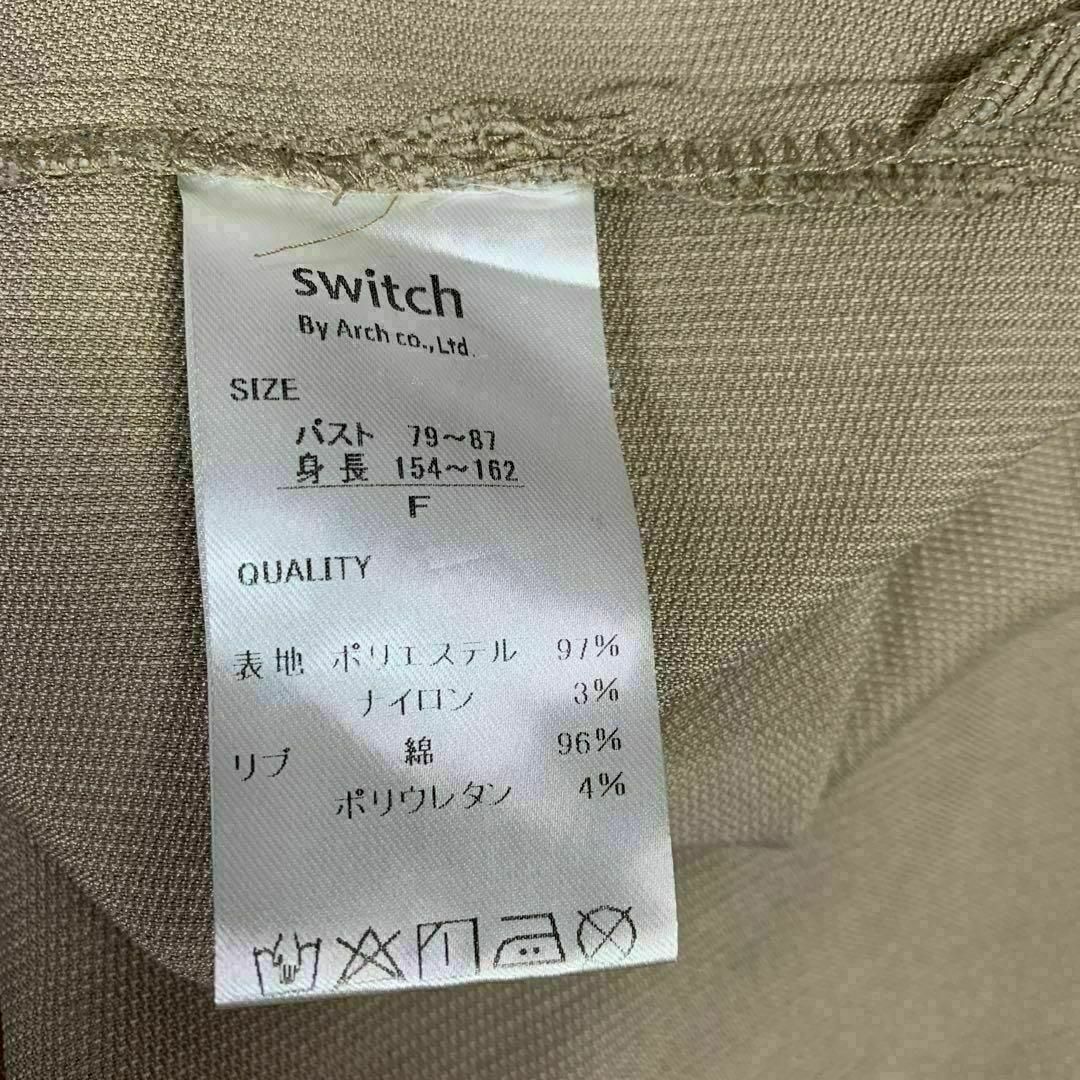 switch
By Arch co.,Ltd.
SIZE
バスト 79～87
身長 154～162
F
QUALITY
表地 ポリエステル 97%
ナイロン 3%
リブ 綿 96%
ポリウレタン 4%